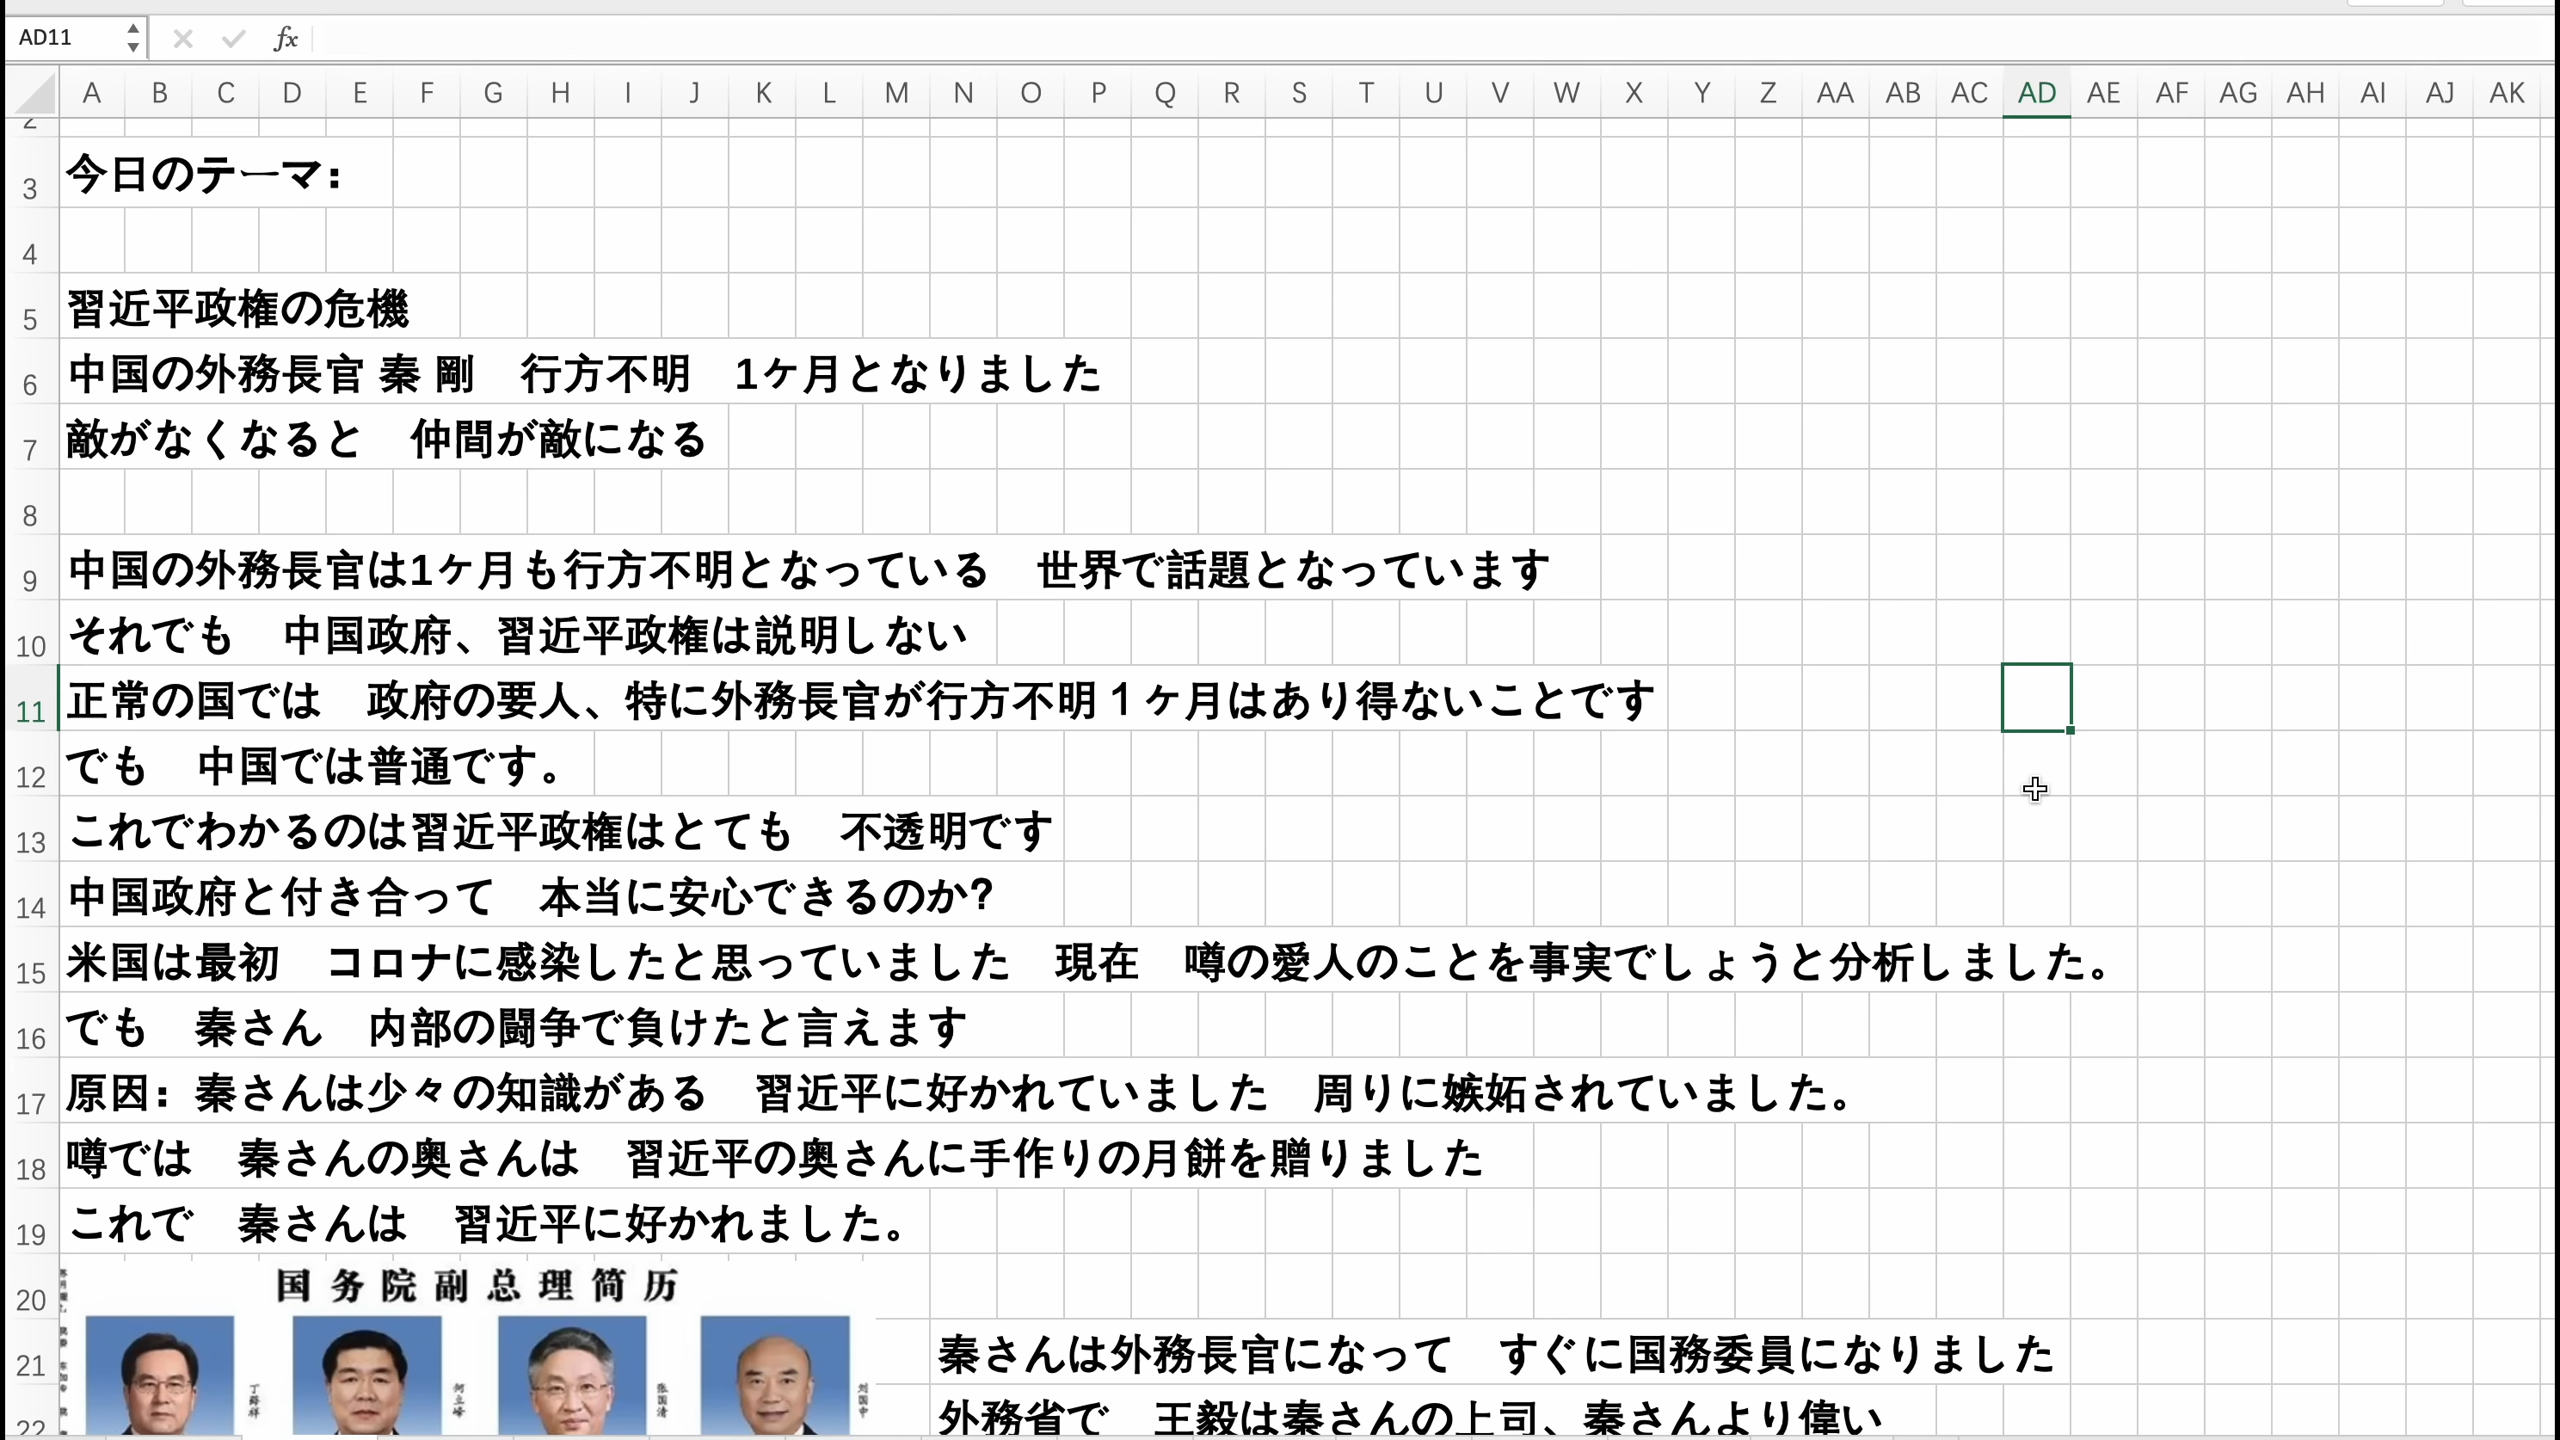 AD11
fx
A B C D E F G H I J K L M N O P Q R S T U V W X Y Z AA AB AC AD AE AF AG AH AI AJ AK
2
3 今日のテーマ：
4
5 習近平政権の危機
6 中国の外務長官 秦 剛　行方不明　1ケ月となりました
7 敵がなくなると　仲間が敵になる
8
9 中国の外務長官は1ケ月も行方不明となっている　世界で話題となっています
10 それでも　中国政府、習近平政権は説明しない
11 正常の国では　政府の要人、特に外務長官が行方不明１ケ月はあり得ないことです
12 でも　中国では普通です。
13 これでわかるのは習近平政権はとても　不透明です
14 中国政府と付き合って　本当に安心できるのか?
15 米国は最初　コロナに感染したと思っていました　現在　噂の愛人のことを事実でしょうと分析しました。
16 でも　秦さん　内部の闘争で負けたと言えます
17 原因：秦さんは少々の知識がある　習近平に好かれていました　周りに嫉妬されていました。
18 噂では　秦さんの奥さんは　習近平の奥さんに手作りの月餅を贈りました
19 これで　秦さんは　習近平に好かれました。
20 国务院副总理简历
21 秦さんは外務長官になって　すぐに国務委員になりました
丁薛祥 何立峰 张国清 刘国中
22 外務省で　王毅は秦さんの上司、秦さんより偉い